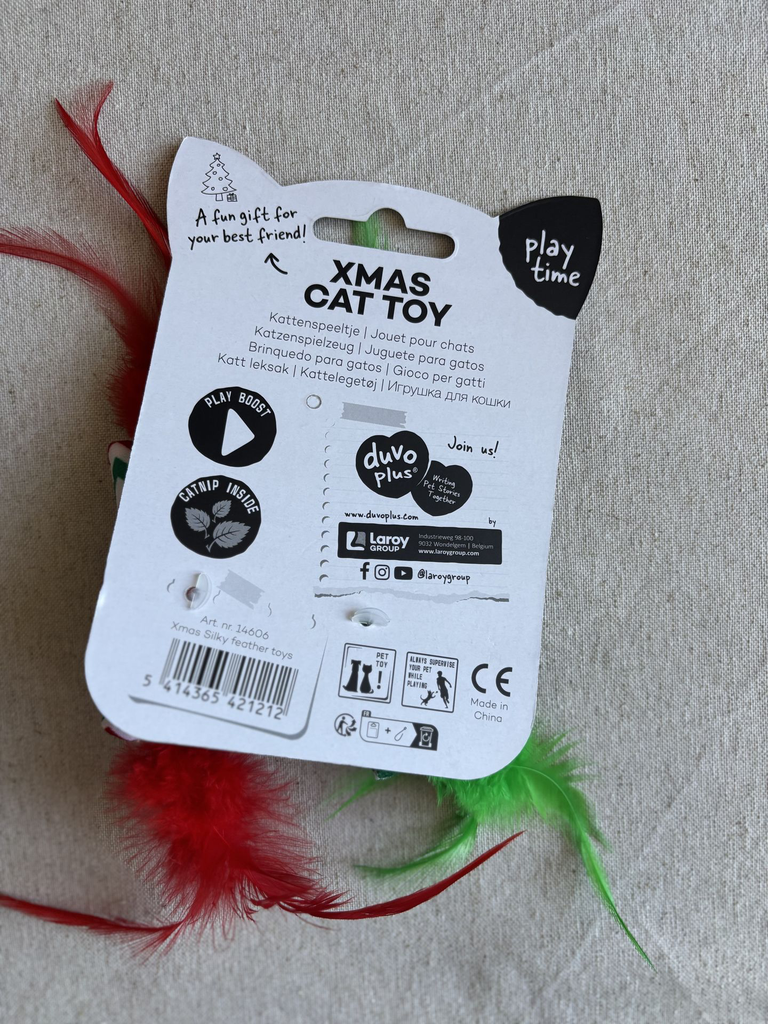 A fun gift for
your best friend!
play
time
XMAS
CAT TOY
Kattenspeeltje | Jouet pour chats
Katzenspielzeug | Juguete para gatos
Brinquedo para gatos | Gioco per gatti
Katt leksak | Kattelegetøj | Игрушка для кошки
PLAY BOOST
CATNIP INSIDE
Join us!
duvo
plus®
Writing
Pet Stories
Together
www.duvoplus.com
by
Laroy
GROUP
Industrieweg 98-100
9032 Wondelgem | Belgium
www.laroygroup.com
@laroygroup
Art. nr. 14606
Xmas Silky feather toys
5 414365 421212
PET
TOY
!
ALWAYS SUPERVISE
YOUR PET
WHILE
PLAYING
CE
Made in
China
FR
+